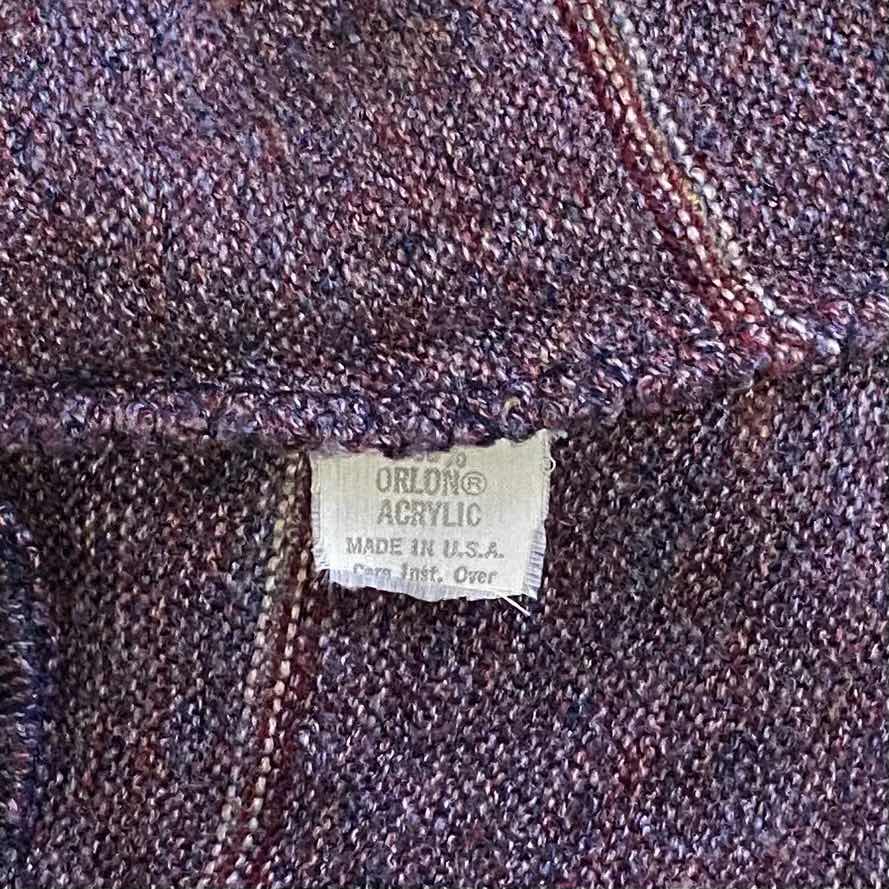 ORLON®
ACRYLIC
MADE IN U.S.A.
Care Inst. Over